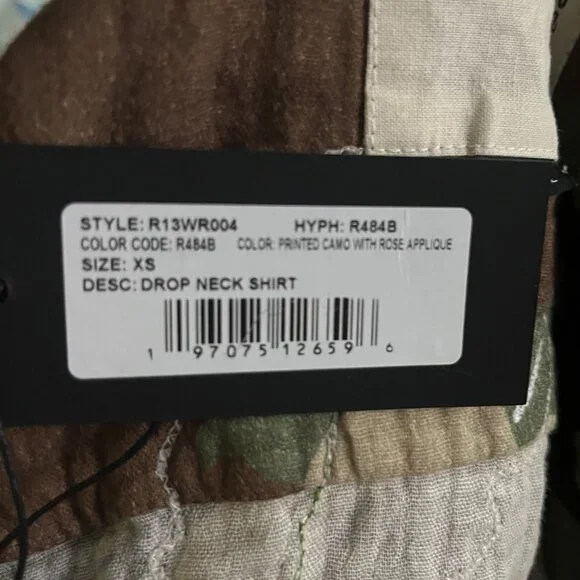 STYLE: R13WR004 HYPH: R484B
COLOR CODE: R484B COLOR: PRINTED CAMO WITH ROSE APPLIQUE
SIZE: XS
DESC: DROP NECK SHIRT
1 97075 12659 6